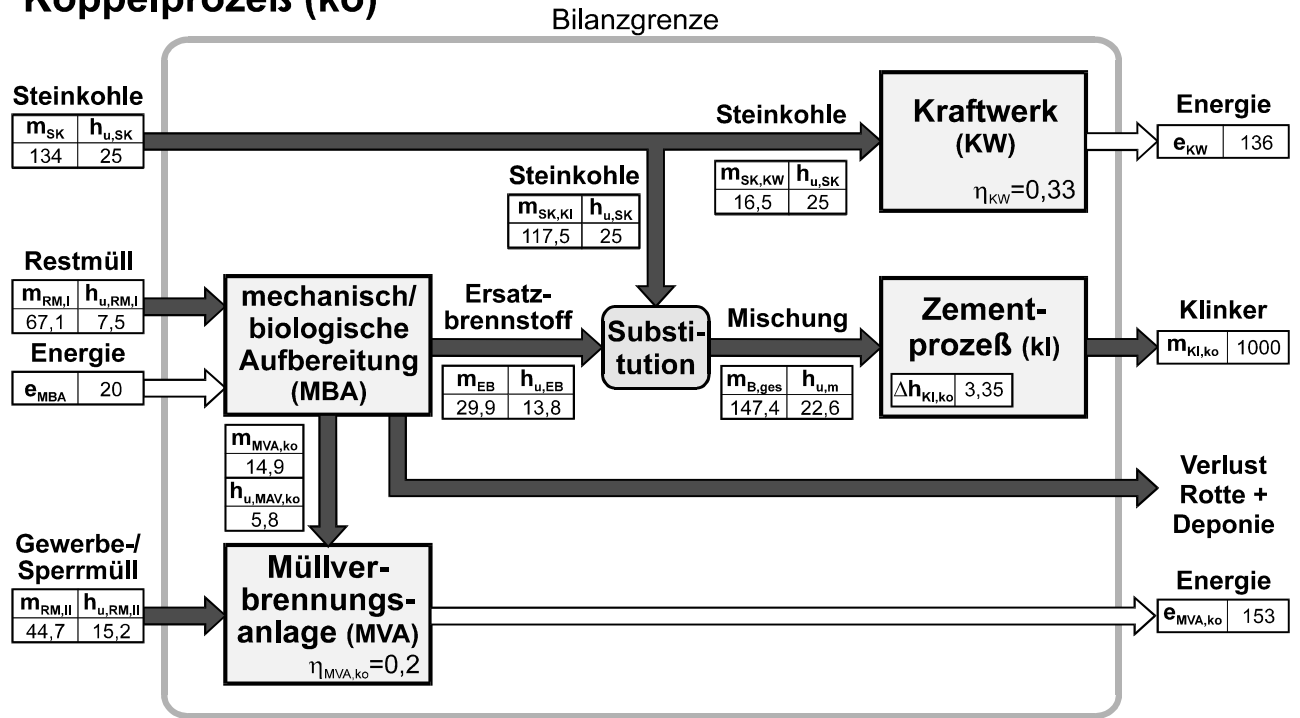 Koppelprozeß (ko)
Bilanzgrenze
Steinkohle
m_SK h_u,SK
134 25
Steinkohle
m_SK,KW h_u,SK
16,5 25
Steinkohle
m_SK,Kl h_u,SK
117,5 25
Kraftwerk
(KW)
η_KW=0,33
Energie
e_KW 136
Restmüll
m_RM,I h_u,RM,I
67,1 7,5
Energie
e_MBA 20
mechanisch/
biologische
Aufbereitung
(MBA)
Ersatz-
brennstoff
m_EB h_u,EB
29,9 13,8
Substi-
tution
Mischung
m_B,ges h_u,m
147,4 22,6
Zement-
prozeß (kl)
Δh_Kl,ko 3,35
Klinker
m_Kl,ko 1000
m_MVA,ko
14,9
h_u,MAV,ko
5,8
Verlust
Rotte +
Deponie
Gewerbe-/
Sperrmüll
m_RM,II h_u,RM,II
44,7 15,2
Müllver-
brennungs-
anlage (MVA)
η_MVA,ko=0,2
Energie
e_MVA,ko 153